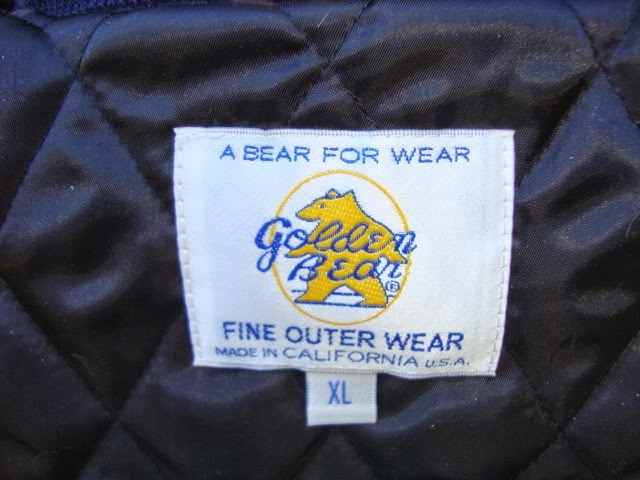 A BEAR FOR WEAR
Golden
Bear
®
FINE OUTER WEAR
MADE IN CALIFORNIA U.S.A.
XL